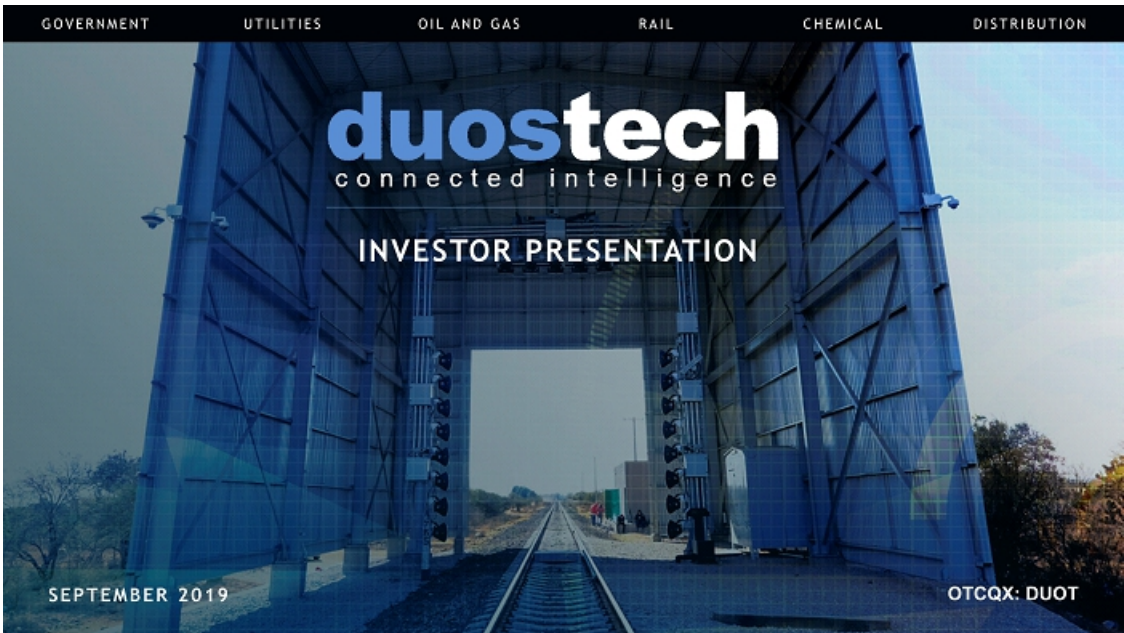 GOVERNMENT UTILITIES OIL AND GAS RAIL CHEMICAL DISTRIBUTION
duostech
connected intelligence
INVESTOR PRESENTATION
SEPTEMBER 2019 OTCQX: DUOT